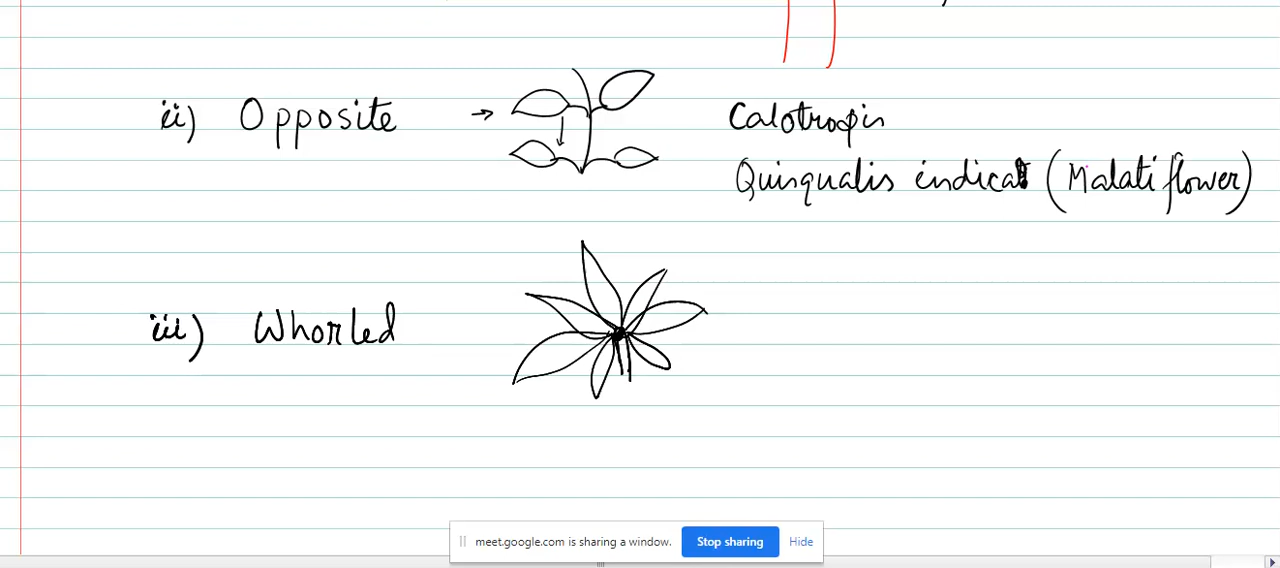 ii) Opposite → Calotropis
Quisqualis indica (Malati flower)
iii) Whorled
meet.google.com is sharing a window. Stop sharing Hide